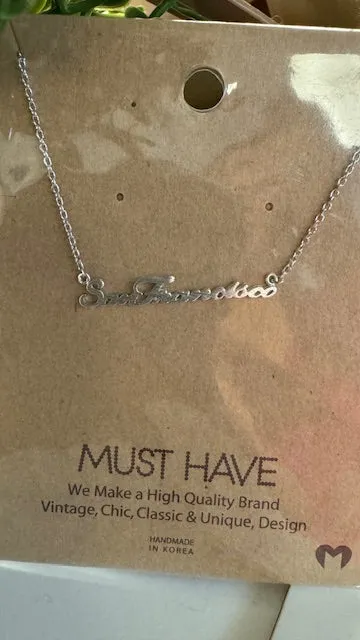 San Francisco
MUST HAVE
We Make a High Quality Brand
Vintage, Chic, Classic & Unique, Design
HANDMADE
IN KOREA